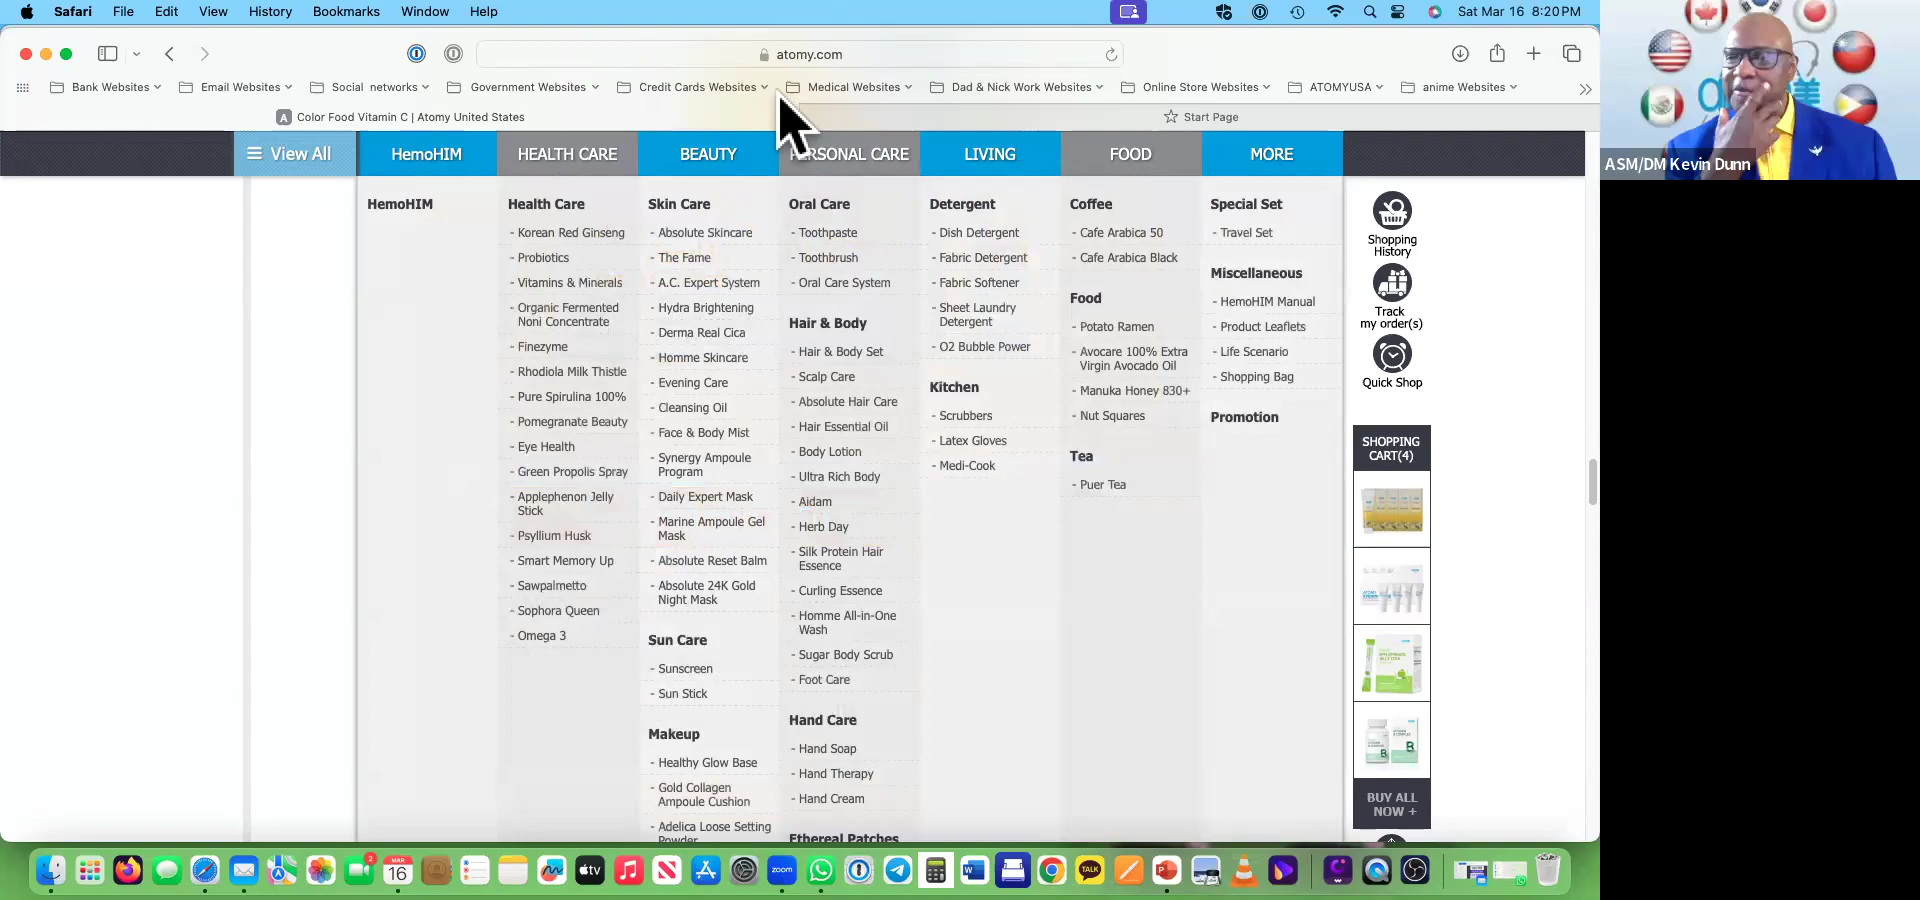 Safari File Edit View History Bookmarks Window Help
Sat Mar 16 8:20 PM
atomy.com
Bank Websites
Email Websites
Social networks
Government Websites
Credit Cards Websites
Medical Websites
Dad & Nick Work Websites
Online Store Websites
ATOMYUSA
anime Websites
A Color Food Vitamin C | Atomy United States
Start Page
View All
HemoHIM
HEALTH CARE
BEAUTY
PERSONAL CARE
LIVING
FOOD
MORE
HemoHIM
Health Care
- Korean Red Ginseng
- Probiotics
- Vitamins & Minerals
- Organic Fermented
Noni Concentrate
- Finezyme
- Rhodiola Milk Thistle
- Pure Spirulina 100%
- Pomegranate Beauty
- Eye Health
- Green Propolis Spray
- Applephenon Jelly
Stick
- Psyllium Husk
- Smart Memory Up
- Sawpalmetto
- Sophora Queen
- Omega 3
Skin Care
- Absolute Skincare
- The Fame
- A.C. Expert System
- Hydra Brightening
- Derma Real Cica
- Homme Skincare
- Evening Care
- Cleansing Oil
- Face & Body Mist
- Synergy Ampoule
Program
- Daily Expert Mask
- Marine Ampoule Gel
Mask
- Absolute Reset Balm
- Absolute 24K Gold
Night Mask
Sun Care
- Sunscreen
- Sun Stick
Makeup
- Healthy Glow Base
- Gold Collagen
Ampoule Cushion
- Adelica Loose Setting
Powder
Oral Care
- Toothpaste
- Toothbrush
- Oral Care System
Hair & Body
- Hair & Body Set
- Scalp Care
- Absolute Hair Care
- Hair Essential Oil
- Body Lotion
- Ultra Rich Body
- Aidam
- Herb Day
- Silk Protein Hair
Essence
- Curling Essence
- Homme All-in-One
Wash
- Sugar Body Scrub
- Foot Care
Hand Care
- Hand Soap
- Hand Therapy
- Hand Cream
Ethereal Patches
Detergent
- Dish Detergent
- Fabric Detergent
- Fabric Softener
- Sheet Laundry
Detergent
- O2 Bubble Power
Kitchen
- Scrubbers
- Latex Gloves
- Medi-Cook
Coffee
- Cafe Arabica 50
- Cafe Arabica Black
Food
- Potato Ramen
- Avocare 100% Extra
Virgin Avocado Oil
- Manuka Honey 830+
- Nut Squares
Tea
- Puer Tea
Special Set
- Travel Set
Miscellaneous
- HemoHIM Manual
- Product Leaflets
- Life Scenario
- Shopping Bag
Promotion
Shopping
History
Track
my order(s)
Quick Shop
SHOPPING
CART(4)
B
BUY ALL
NOW +
ASM/DM Kevin Dunn
2
MAR
16
tv
zoom
W
TALK